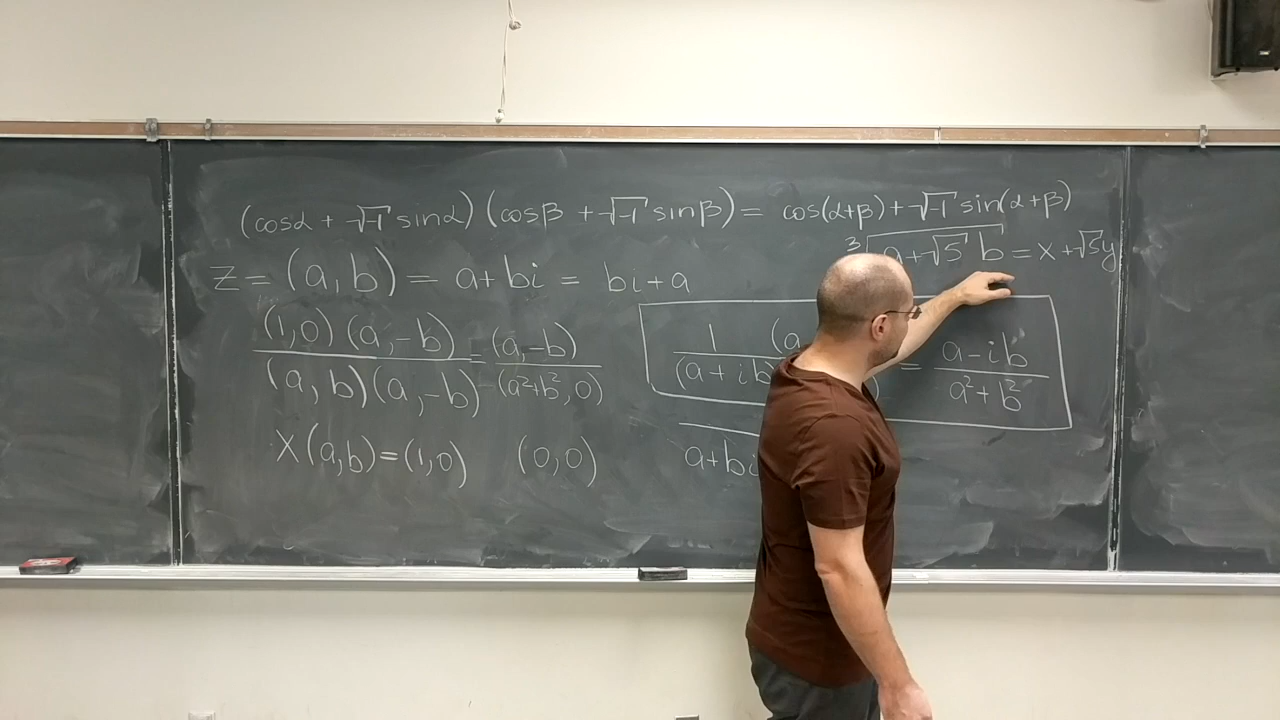 (cosα + √-1 sinα) (cosβ + √-1 sinβ) = cos(α+β) + √-1 sin(α+β)
∛(a + √5 b) = x + √5 y
z = (a, b) = a + bi = bi + a
(1,0) (a,-b) / (a, b)(a,-b) = (a,-b) / (a²+b², 0)
1 / (a + ib) (a = a - ib / a² + b²
x(a,b) = (1,0) (0,0)
a+bi